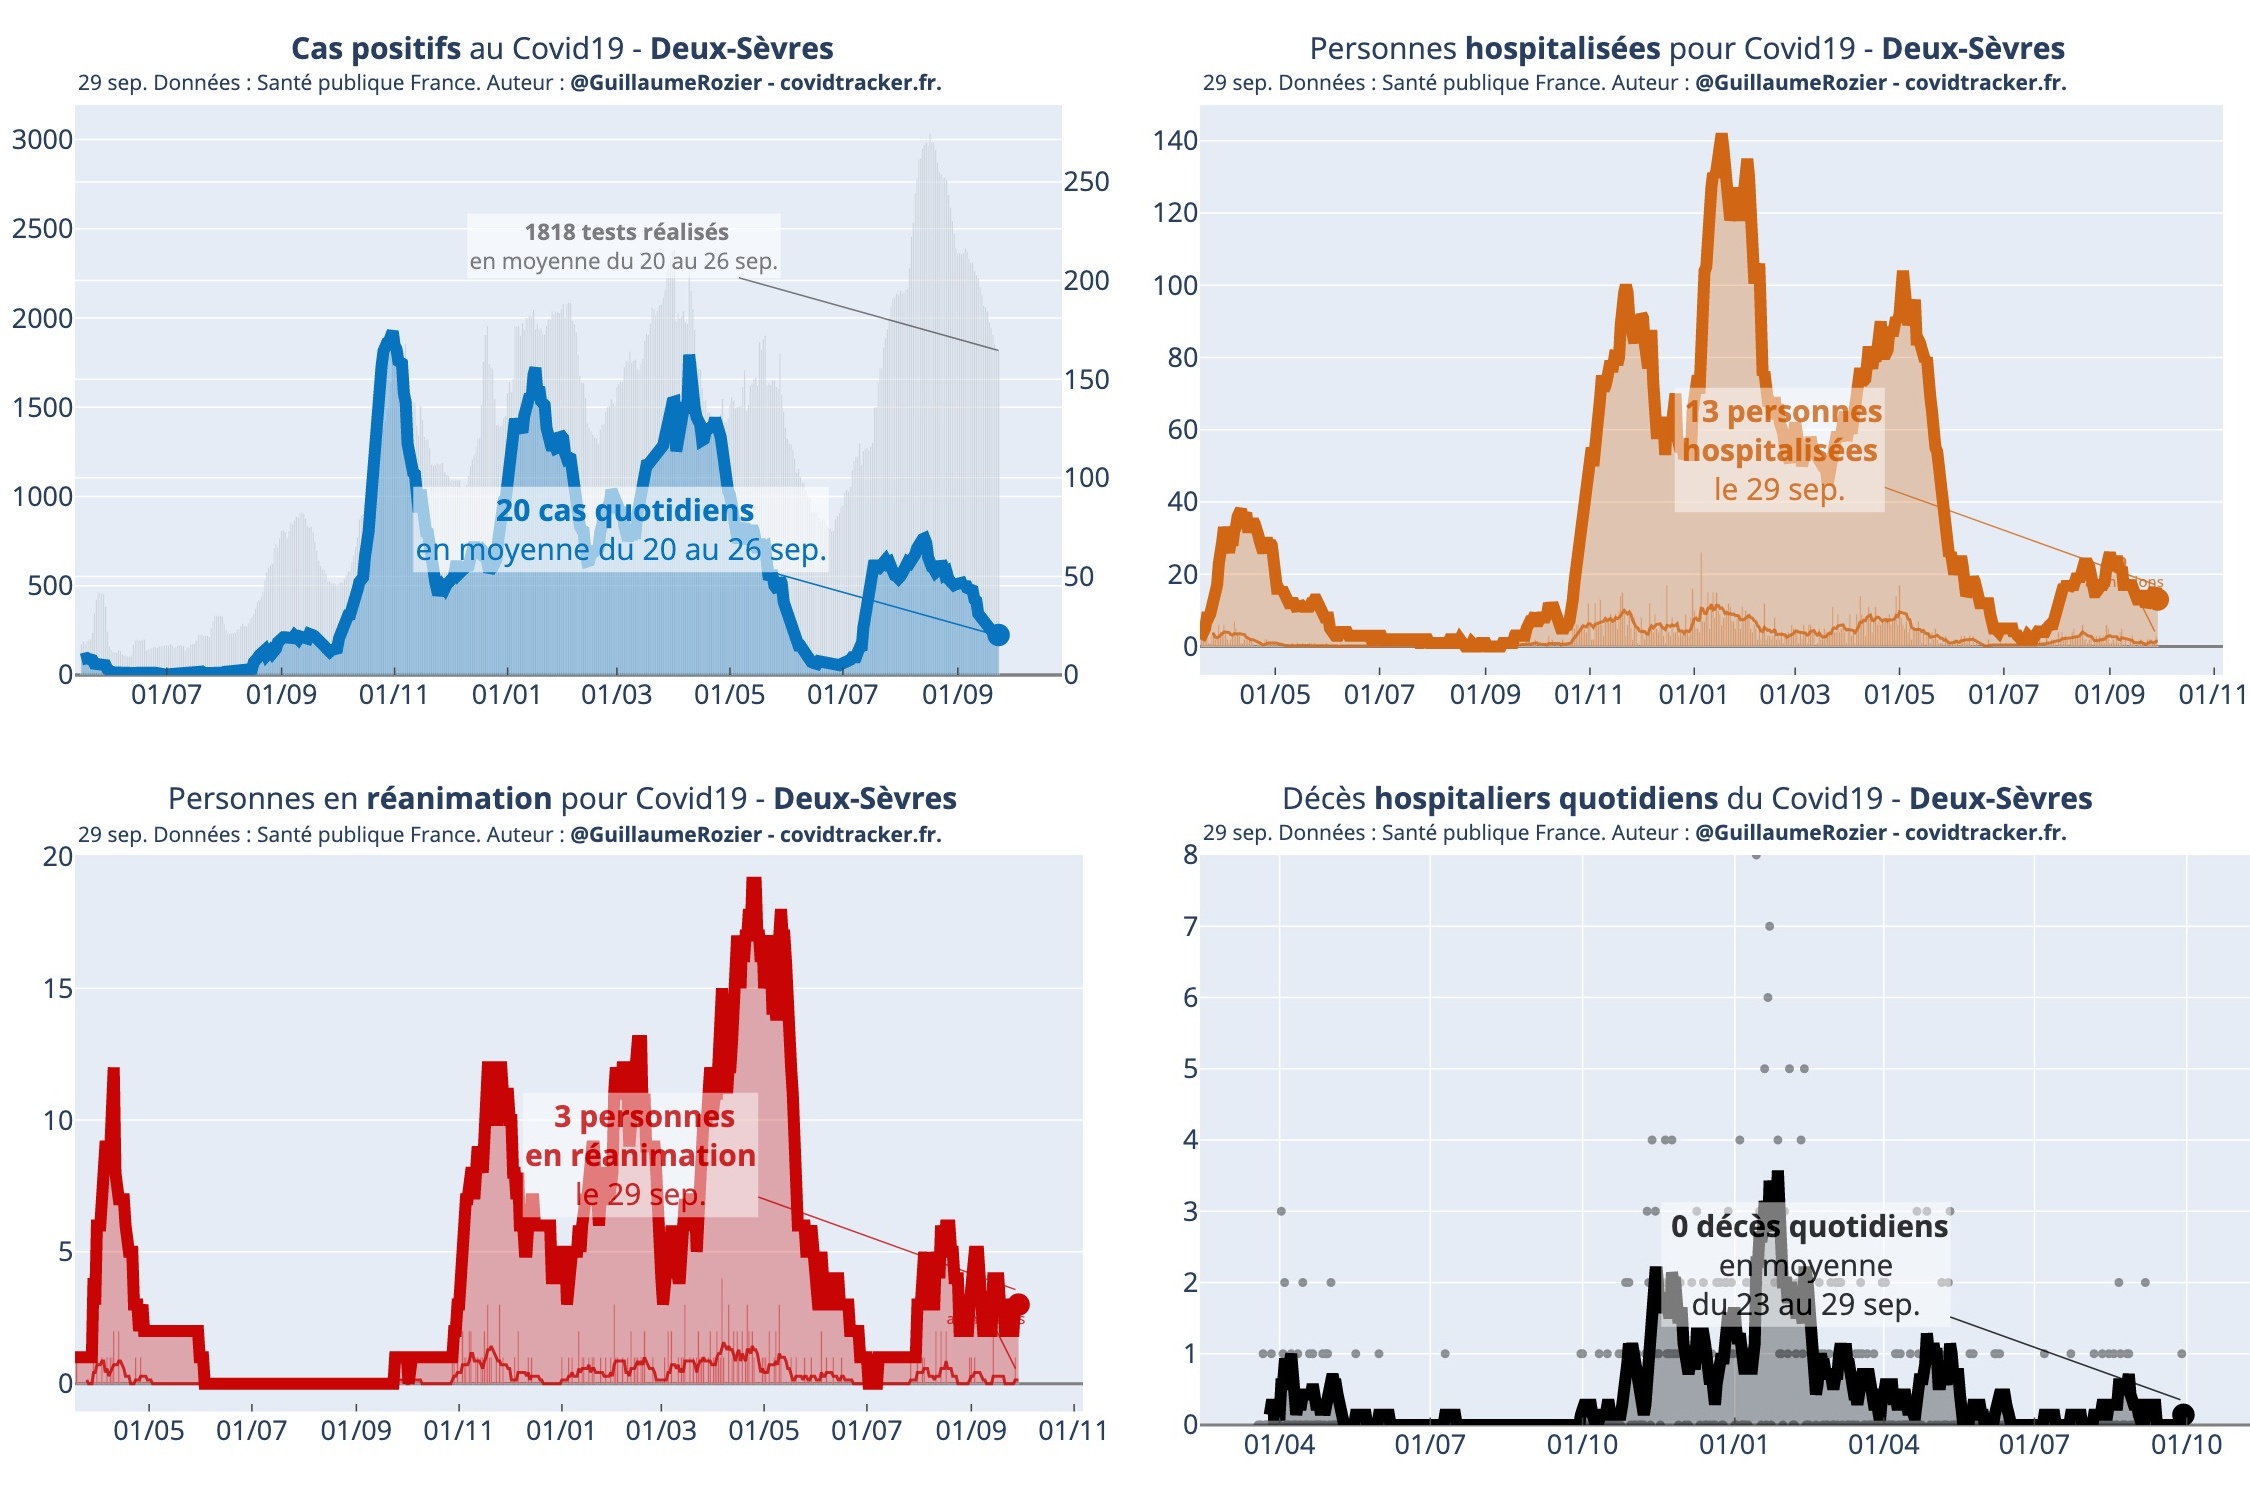 Cas positifs au Covid19 - Deux-Sèvres
29 sep. Données : Santé publique France. Auteur : @GuillaumeRozier - covidtracker.fr.
3000
2500
2000
1500
1000
500
0
250
200
150
100
50
0
1818 tests réalisés
en moyenne du 20 au 26 sep.
20 cas quotidiens
en moyenne du 20 au 26 sep.
01/07 01/09 01/11 01/01 01/03 01/05 01/07 01/09
Personnes hospitalisées pour Covid19 - Deux-Sèvres
29 sep. Données : Santé publique France. Auteur : @GuillaumeRozier - covidtracker.fr.
140
120
100
80
60
40
20
0
13 personnes
hospitalisées
le 29 sep.
01/05 01/07 01/09 01/11 01/01 01/03 01/05 01/07 01/09 01/11
Personnes en réanimation pour Covid19 - Deux-Sèvres
29 sep. Données : Santé publique France. Auteur : @GuillaumeRozier - covidtracker.fr.
20
15
10
5
0
3 personnes
en réanimation
le 29 sep.
01/05 01/07 01/09 01/11 01/01 01/03 01/05 01/07 01/09 01/11
Décès hospitaliers quotidiens du Covid19 - Deux-Sèvres
29 sep. Données : Santé publique France. Auteur : @GuillaumeRozier - covidtracker.fr.
8
7
6
5
4
3
2
1
0
0 décès quotidiens
en moyenne
du 23 au 29 sep.
01/04 01/07 01/10 01/01 01/04 01/07 01/10